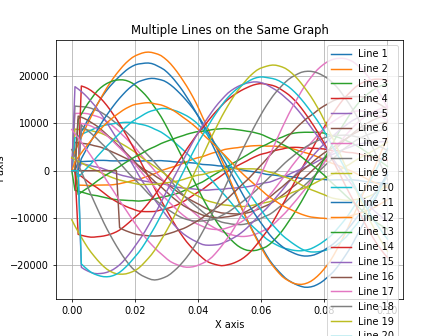 Multiple Lines on the Same Graph
20000
10000
0
−10000
−20000
0.00
0.02
0.04
0.06
0.08
X axis
Line 1
Line 2
Line 3
Line 4
Line 5
Line 6
Line 7
Line 8
Line 9
Line 10
Line 11
Line 12
Line 13
Line 14
Line 15
Line 16
Line 17
Line 18
Line 19
Line 20